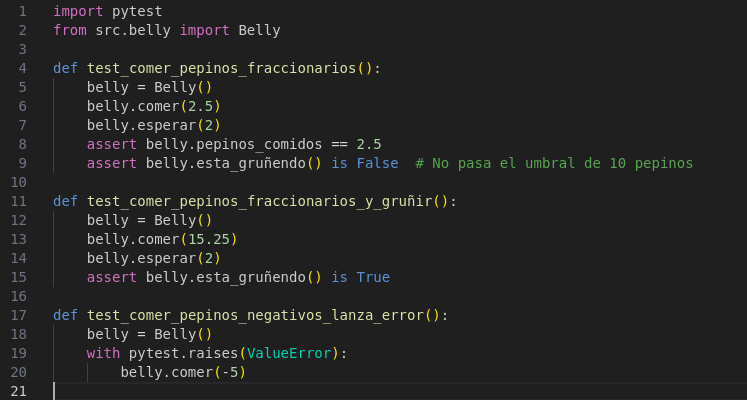 1 import pytest
2 from src.belly import Belly
3
4 def test_comer_pepinos_fraccionarios():
5     belly = Belly()
6     belly.comer(2.5)
7     belly.esperar(2)
8     assert belly.pepinos_comidos == 2.5
9     assert belly.esta_gruñendo() is False  # No pasa el umbral de 10 pepinos
10
11 def test_comer_pepinos_fraccionarios_y_gruñir():
12     belly = Belly()
13     belly.comer(15.25)
14     belly.esperar(2)
15     assert belly.esta_gruñendo() is True
16
17 def test_comer_pepinos_negativos_lanza_error():
18     belly = Belly()
19     with pytest.raises(ValueError):
20         belly.comer(-5)
21